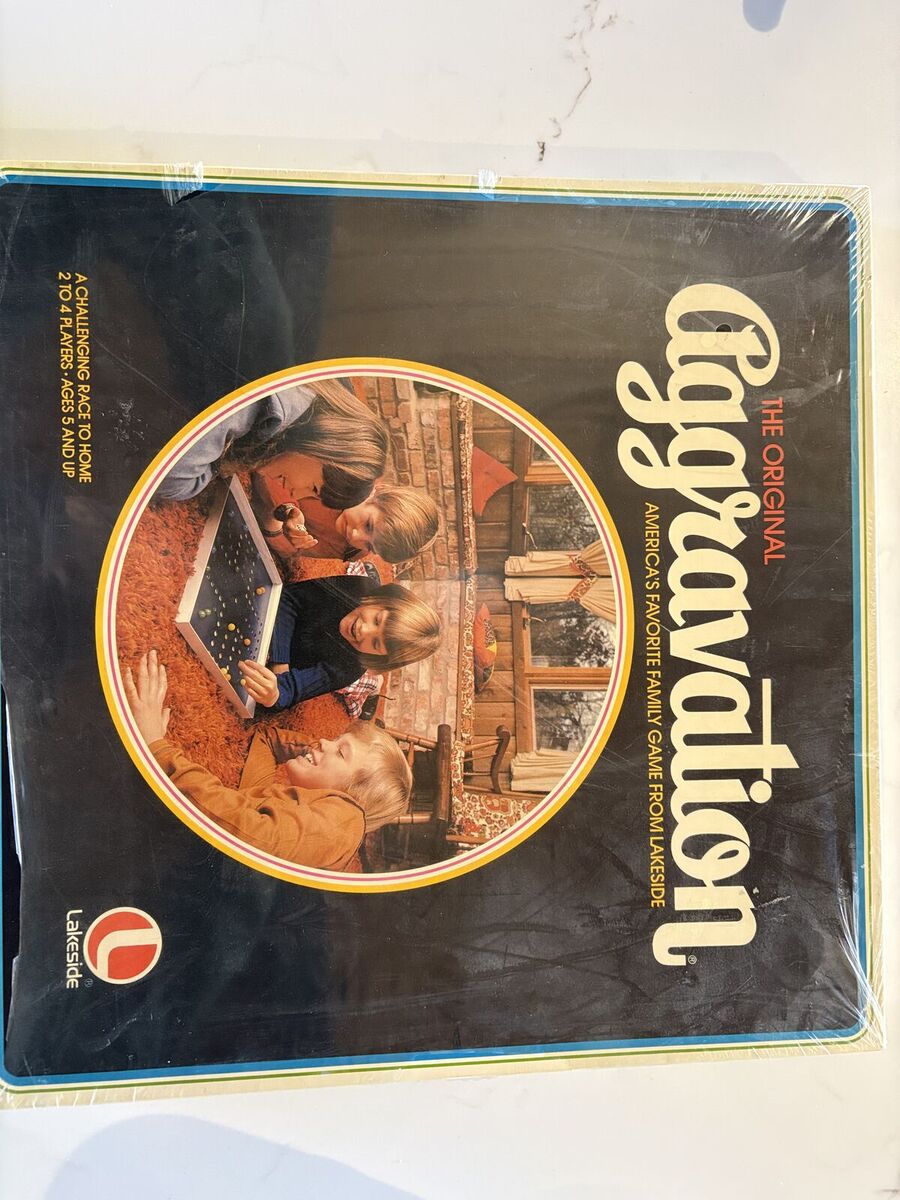 THE ORIGINAL
Aggravation®
AMERICA'S FAVORITE FAMILY GAME FROM LAKESIDE
A CHALLENGING RACE TO HOME
2 TO 4 PLAYERS • AGES 5 AND UP
L
Lakeside®